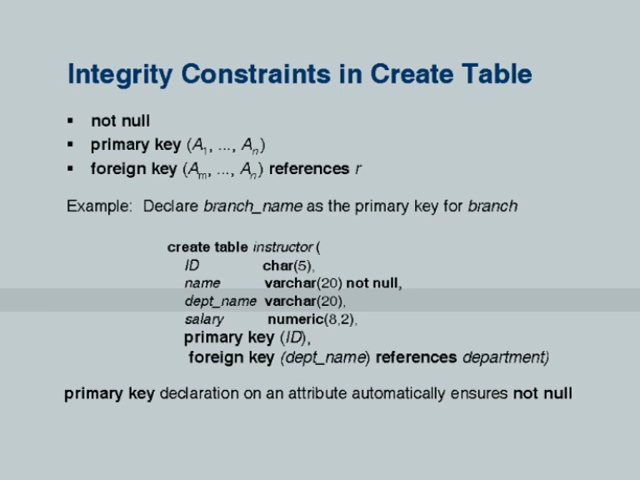 Integrity Constraints in Create Table
▪ not null
▪ primary key (A1, ..., An)
▪ foreign key (Am, ..., An) references r
Example: Declare branch_name as the primary key for branch
create table instructor (
ID char(5),
name varchar(20) not null,
dept_name varchar(20),
salary numeric(8,2),
primary key (ID),
foreign key (dept_name) references department)
primary key declaration on an attribute automatically ensures not null